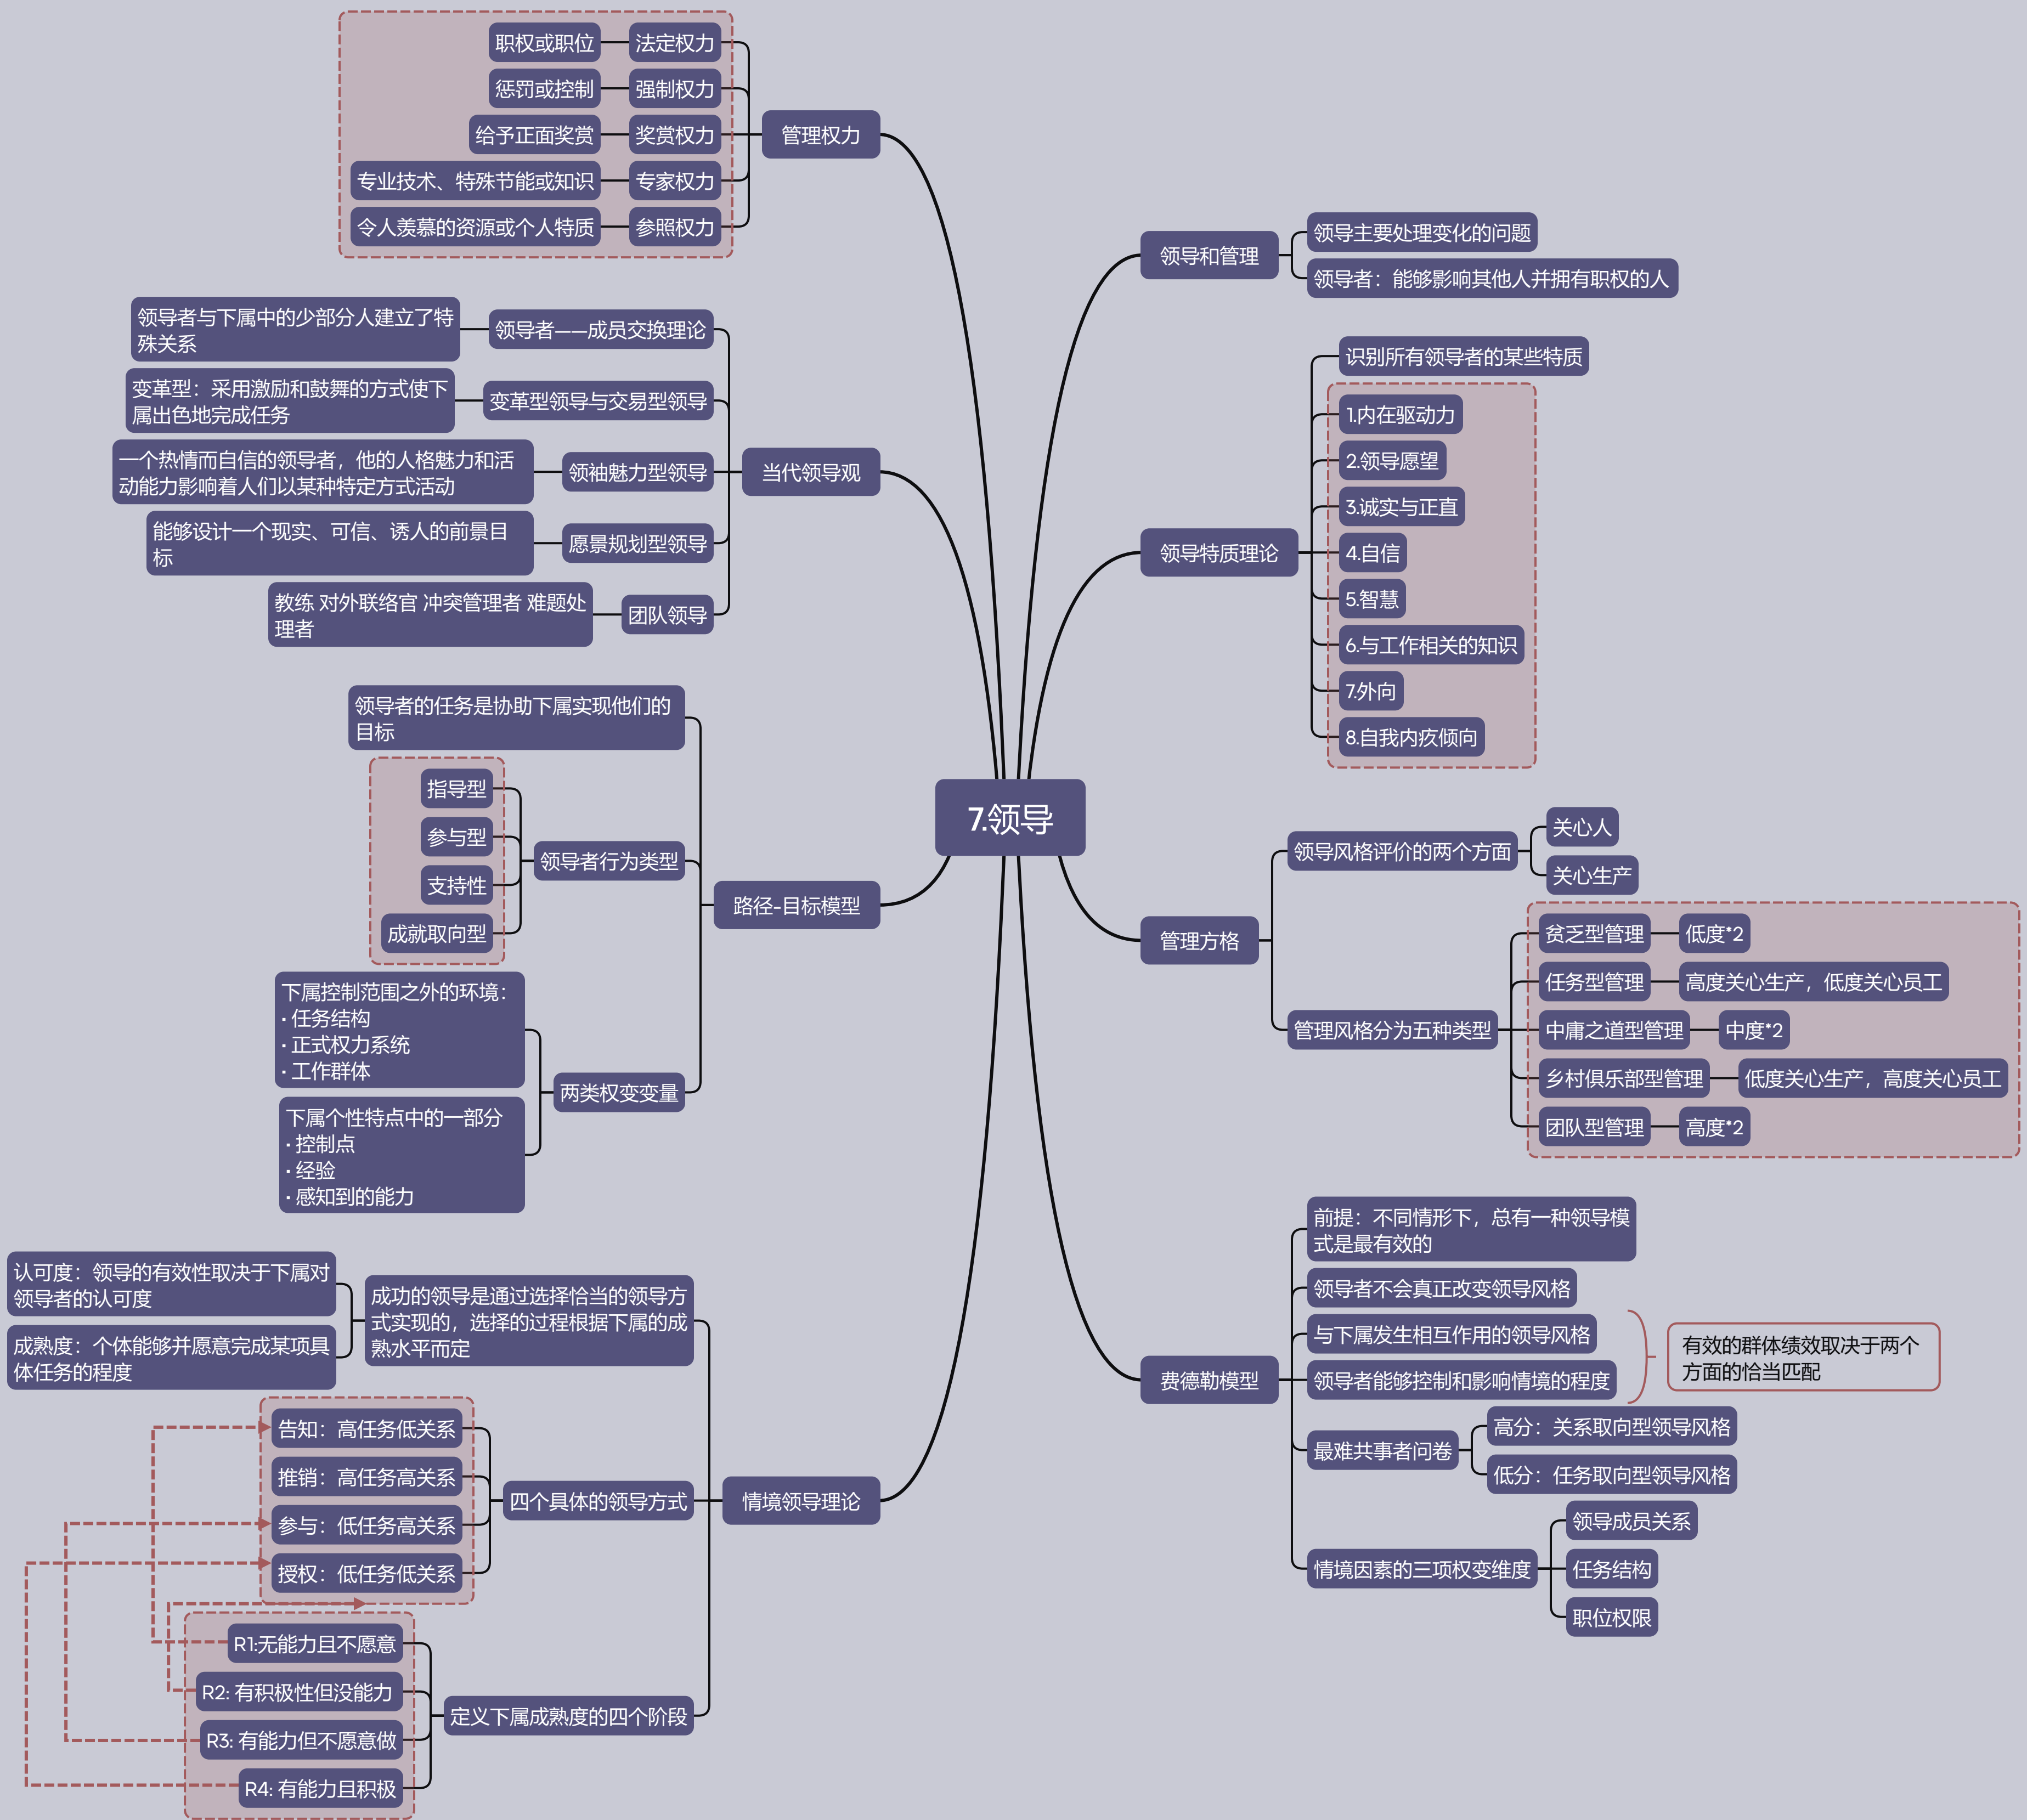 7.领导
领导和管理
领导主要处理变化的问题
领导者：能够影响其他人并拥有职权的人
领导特质理论
识别所有领导者的某些特质
1.内在驱动力
2.领导愿望
3.诚实与正直
4.自信
5.智慧
6.与工作相关的知识
7.外向
8.自我内疚倾向
管理方格
领导风格评价的两个方面
关心人
关心生产
管理风格分为五种类型
贫乏型管理
低度*2
任务型管理
高度关心生产，低度关心员工
中庸之道型管理
中度*2
乡村俱乐部型管理
低度关心生产，高度关心员工
团队型管理
高度*2
费德勒模型
前提：不同情形下，总有一种领导模
式是最有效的
领导者不会真正改变领导风格
与下属发生相互作用的领导风格
领导者能够控制和影响情境的程度
有效的群体绩效取决于两个
方面的恰当匹配
最难共事者问卷
高分：关系取向型领导风格
低分：任务取向型领导风格
情境因素的三项权变维度
领导成员关系
任务结构
职位权限
管理权力
法定权力
职权或职位
强制权力
惩罚或控制
奖赏权力
给予正面奖赏
专家权力
专业技术、特殊节能或知识
参照权力
令人羡慕的资源或个人特质
当代领导观
领导者——成员交换理论
领导者与下属中的少部分人建立了特
殊关系
变革型领导与交易型领导
变革型：采用激励和鼓舞的方式使下
属出色地完成任务
领袖魅力型领导
一个热情而自信的领导者，他的人格魅力和活
动能力影响着人们以某种特定方式活动
愿景规划型领导
能够设计一个现实、可信、诱人的前景目
标
团队领导
教练 对外联络官 冲突管理者 难题处
理者
路径-目标模型
领导者的任务是协助下属实现他们的
目标
领导者行为类型
指导型
参与型
支持性
成就取向型
两类权变变量
下属控制范围之外的环境：
· 任务结构
· 正式权力系统
· 工作群体
下属个性特点中的一部分
· 控制点
· 经验
· 感知到的能力
情境领导理论
成功的领导是通过选择恰当的领导方
式实现的，选择的过程根据下属的成
熟水平而定
认可度：领导的有效性取决于下属对
领导者的认可度
成熟度：个体能够并愿意完成某项具
体任务的程度
四个具体的领导方式
告知：高任务低关系
推销：高任务高关系
参与：低任务高关系
授权：低任务低关系
定义下属成熟度的四个阶段
R1:无能力且不愿意
R2: 有积极性但没能力
R3: 有能力但不愿意做
R4: 有能力且积极